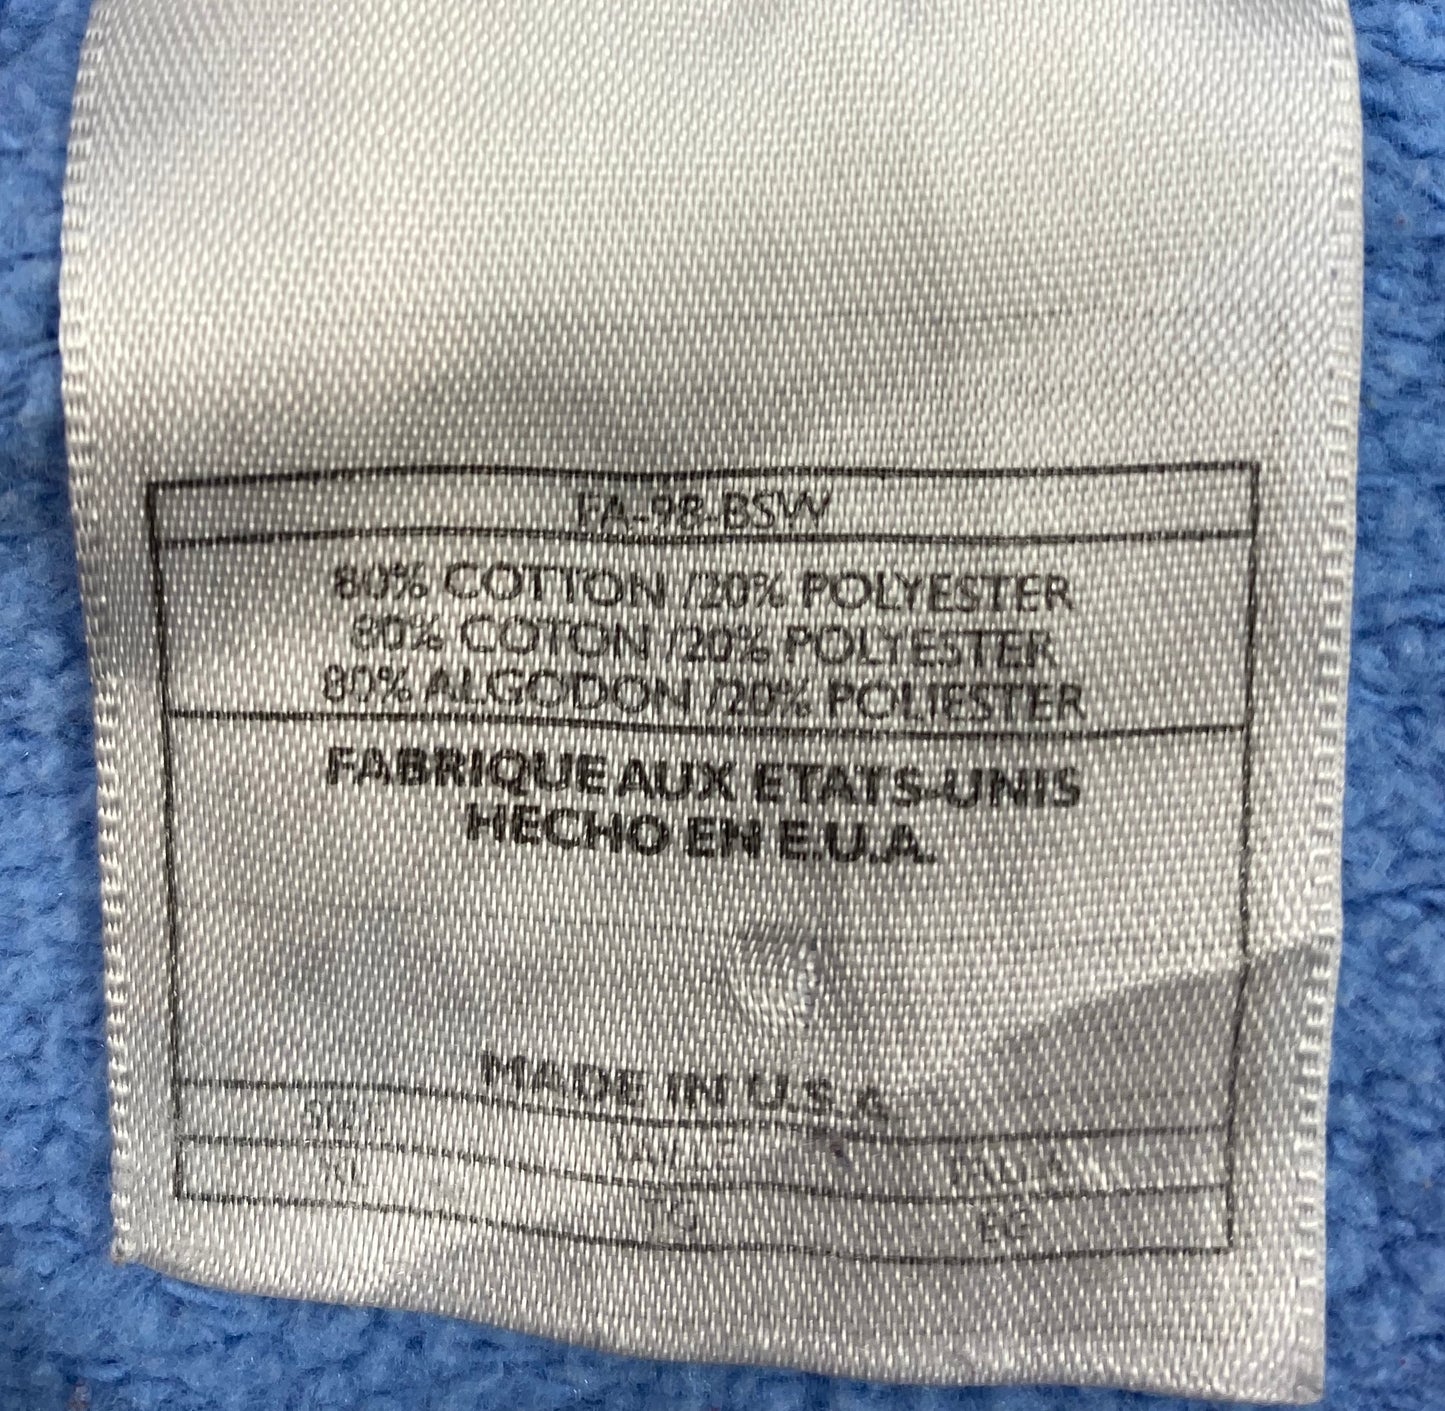 FA-98-BSW
80% COTTON /20% POLYESTER
80% COTON /20% POLYESTER
80% ALGODON /20% POLIESTER
FABRIQUE AUX ETATS-UNIS
HECHO EN E.U.A.
MADE IN U.S.A.
XL TG EG